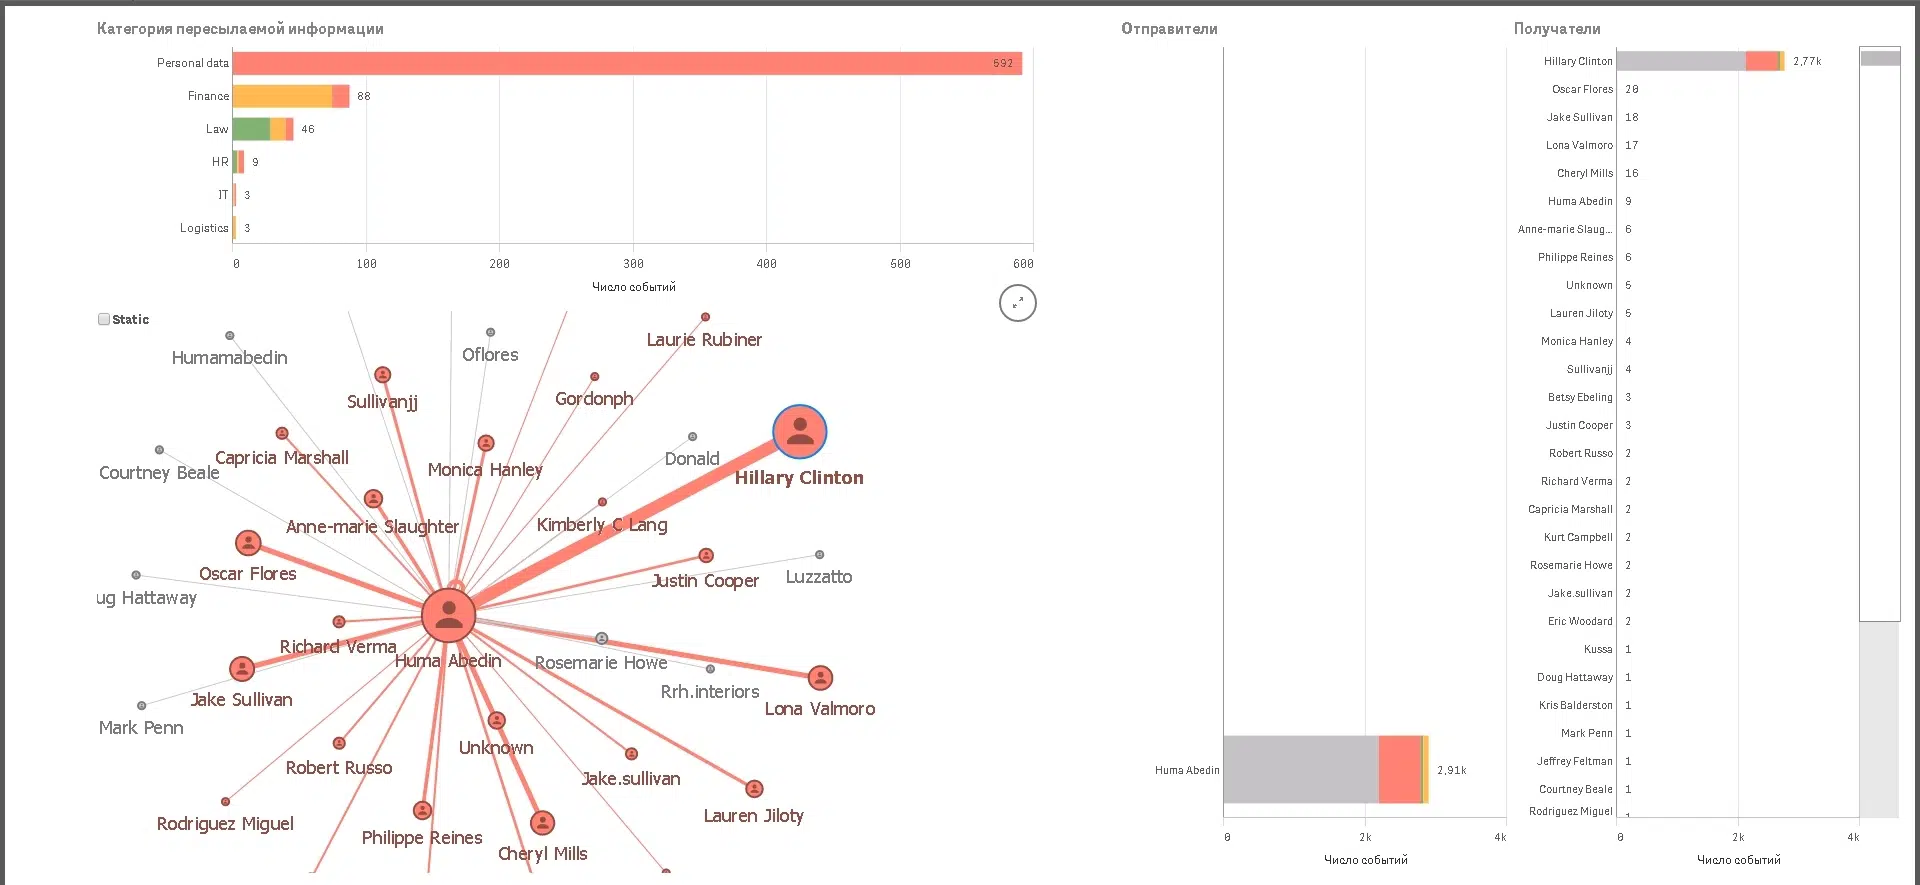 Категория пересылаемой информации
Personal data 592
Finance 88
Law 46
HR 9
IT 3
Logistics 3
0 100 200 300 400 500 600
Число событий
Static
Humamabedin
Oflores
Laurie Rubiner
Sullivanjj
Gordonph
Capricia Marshall
Courtney Beale
Monica Hanley
Donald
Hillary Clinton
Anne-marie Slaughter
Kimberly C Lang
Oscar Flores
Justin Cooper
Luzzatto
ug Hattaway
Richard Verma
Huma Abedin
Rosemarie Howe
Rrh.interiors
Jake Sullivan
Lona Valmoro
Mark Penn
Unknown
Robert Russo
Jake.sullivan
Rodriguez Miguel
Philippe Reines
Lauren Jiloty
Cheryl Mills
Отправители
Huma Abedin 2,91k
0 2k 4k
Число событий
Получатели
Hillary Clinton 2,77k
Oscar Flores 20
Jake Sullivan 18
Lona Valmoro 17
Cheryl Mills 16
Huma Abedin 9
Anne-marie Slaug... 6
Philippe Reines 6
Unknown 5
Lauren Jiloty 5
Monica Hanley 4
Sullivanjj 4
Betsy Ebeling 3
Justin Cooper 3
Robert Russo 2
Richard Verma 2
Capricia Marshall 2
Kurt Campbell 2
Rosemarie Howe 2
Jake.sullivan 2
Eric Woodard 2
Kussa 1
Doug Hattaway 1
Kris Balderston 1
Mark Penn 1
Jeffrey Feltman 1
Courtney Beale 1
Rodriguez Miguel 1
0 2k 4k
Число событий